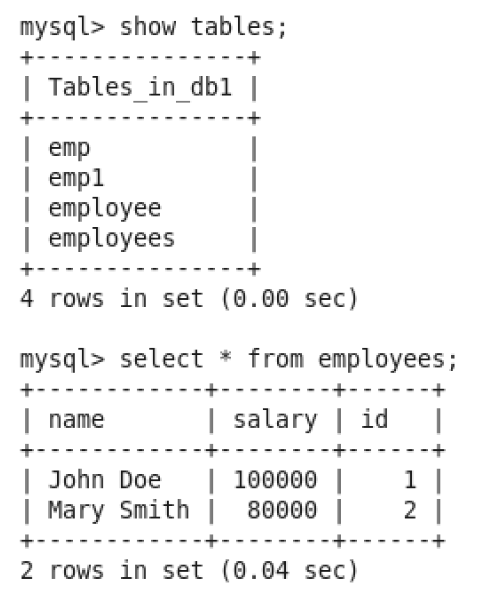 mysql> show tables;
+---------------+
| Tables_in_db1 |
+---------------+
| emp           |
| emp1          |
| employee      |
| employees     |
+---------------+
4 rows in set (0.00 sec)

mysql> select * from employees;
+------------+--------+------+
| name       | salary | id   |
+------------+--------+------+
| John Doe   | 100000 |    1 |
| Mary Smith |  80000 |    2 |
+------------+--------+------+
2 rows in set (0.04 sec)